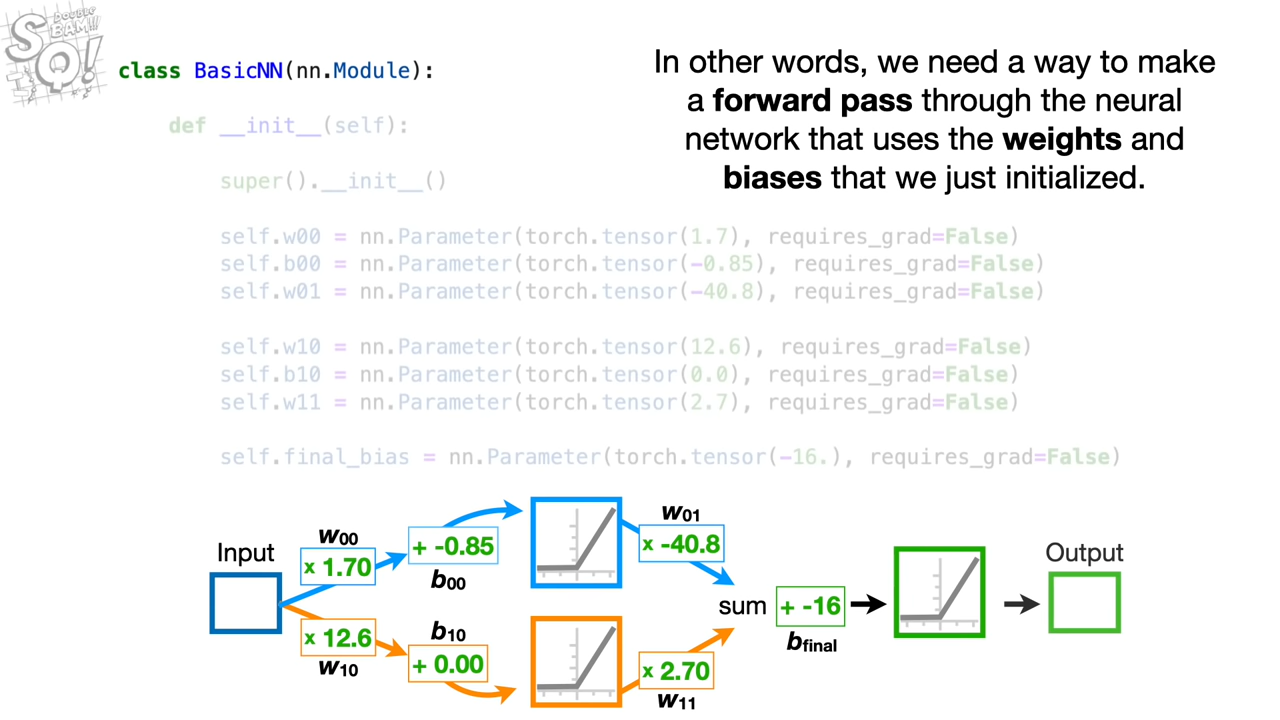 DOUBLE
BAM!!!
SQ!
class BasicNN(nn.Module):
In other words, we need a way to make
a forward pass through the neural
network that uses the weights and
biases that we just initialized.
def __init__(self):
super().__init__()
self.w00 = nn.Parameter(torch.tensor(1.7), requires_grad=False)
self.b00 = nn.Parameter(torch.tensor(-0.85), requires_grad=False)
self.w01 = nn.Parameter(torch.tensor(-40.8), requires_grad=False)
self.w10 = nn.Parameter(torch.tensor(12.6), requires_grad=False)
self.b10 = nn.Parameter(torch.tensor(0.0), requires_grad=False)
self.w11 = nn.Parameter(torch.tensor(2.7), requires_grad=False)
self.final_bias = nn.Parameter(torch.tensor(-16.), requires_grad=False)
Input
w00
x 1.70
+ -0.85
b00
w01
x -40.8
x 12.6
w10
b10
+ 0.00
x 2.70
w11
sum
+ -16
bfinal
Output